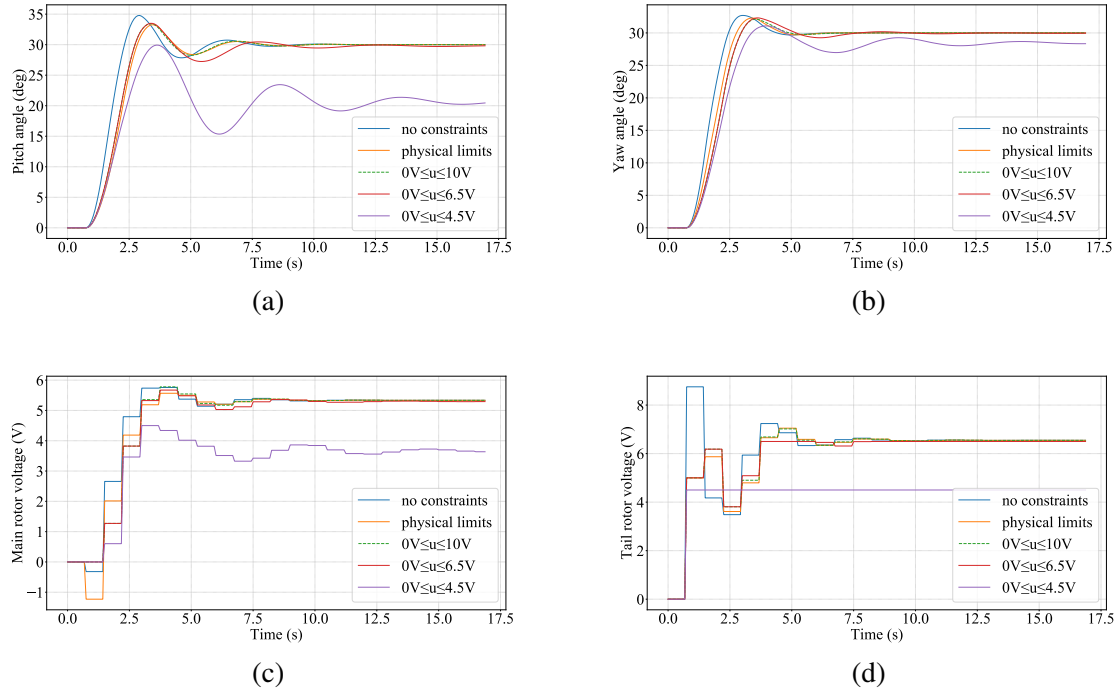 Pitch angle (deg)
35
30
25
20
15
10
5
0
no constraints
physical limits
0V≤u≤10V
0V≤u≤6.5V
0V≤u≤4.5V
0.0 2.5 5.0 7.5 10.0 12.5 15.0 17.5
Time (s)
(a)
Yaw angle (deg)
30
25
20
15
10
5
0
no constraints
physical limits
0V≤u≤10V
0V≤u≤6.5V
0V≤u≤4.5V
0.0 2.5 5.0 7.5 10.0 12.5 15.0 17.5
Time (s)
(b)
Main rotor voltage (V)
6
5
4
3
2
1
0
−1
no constraints
physical limits
0V≤u≤10V
0V≤u≤6.5V
0V≤u≤4.5V
0.0 2.5 5.0 7.5 10.0 12.5 15.0 17.5
Time (s)
(c)
Tail rotor voltage (V)
8
6
4
2
0
no constraints
physical limits
0V≤u≤10V
0V≤u≤6.5V
0V≤u≤4.5V
0.0 2.5 5.0 7.5 10.0 12.5 15.0 17.5
Time (s)
(d)